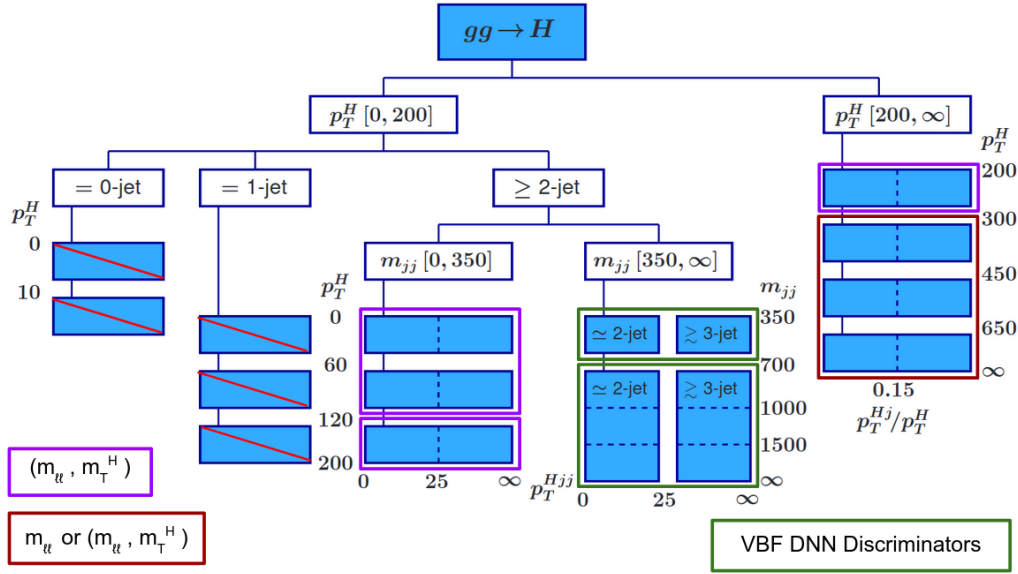 gg → H
p_T^H [0, 200]
p_T^H [200, ∞]
= 0-jet
= 1-jet
≥ 2-jet
p_T^H
0
10
m_jj [0, 350]
m_jj [350, ∞]
p_T^H
0
60
120
200
0
25
∞
m_jj
350
700
1000
1500
∞
≃ 2-jet
≳ 3-jet
≃ 2-jet
≳ 3-jet
p_T^Hjj
0
25
∞
p_T^H
200
300
450
650
∞
0.15
p_T^Hj/p_T^H
(m_ℓℓ , m_T^H )
m_ℓℓ or (m_ℓℓ , m_T^H )
VBF DNN Discriminators